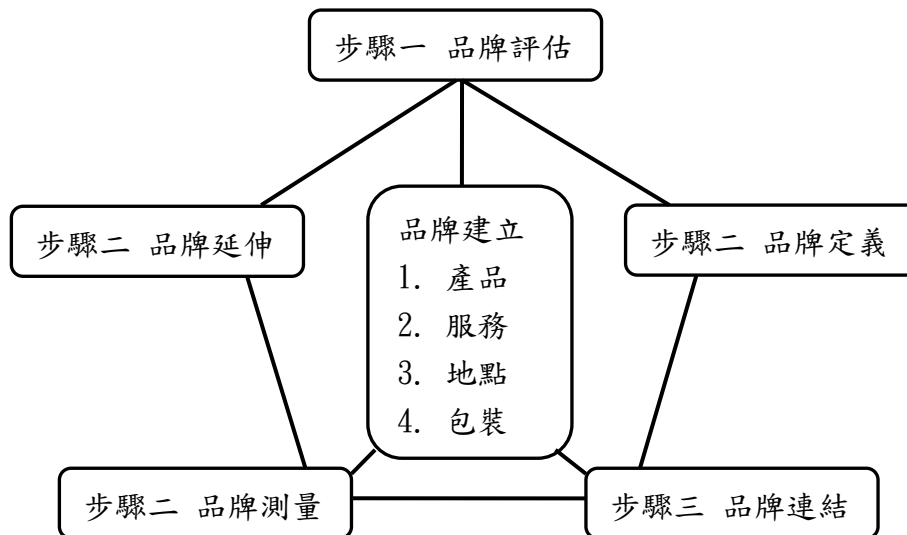 步驟一 品牌評估
步驟二 品牌延伸
品牌建立
1. 產品
2. 服務
3. 地點
4. 包裝
步驟二 品牌定義
步驟二 品牌測量
步驟三 品牌連結